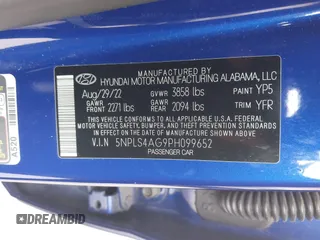 HYUNDAI MOTOR MANUFACTURING ALABAMA, LLC
Aug/29/22 GVWR 3858 lbs PAINT YP5
GAWR FRONT 2271 lbs GAWR REAR 2094 lbs TRIM YFR
THIS VEHICLE CONFORMS TO ALL APPLICABLE U.S. FEDERAL
MOTOR VEHICLE SAFETY, BUMPER, AND THEFT PREVENTION
STANDARDS IN EFFECT ON THE DATE OF MANUFACTURE
SHOWN ABOVE.
V.I.N 5NPLS4AG9PH099652
PASSENGER CAR
A520
DREAMBID